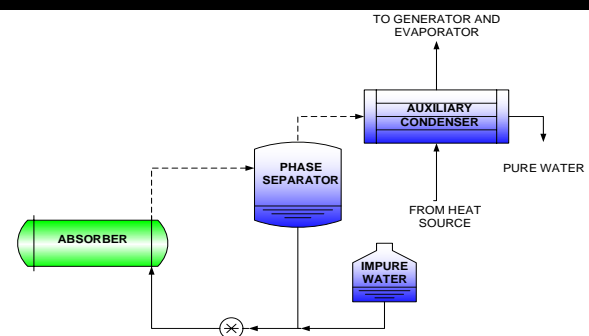 TO GENERATOR AND
EVAPORATOR
AUXILIARY
CONDENSER
PURE WATER
PHASE
SEPARATOR
FROM HEAT
SOURCE
ABSORBER
IMPURE
WATER